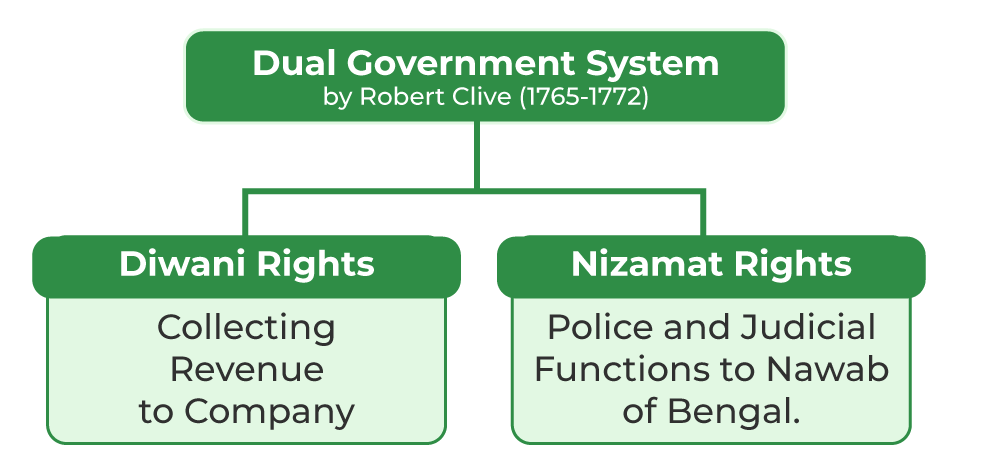 Dual Government System
by Robert Clive (1765-1772)
Diwani Rights
Collecting
Revenue
to Company
Nizamat Rights
Police and Judicial
Functions to Nawab
of Bengal.